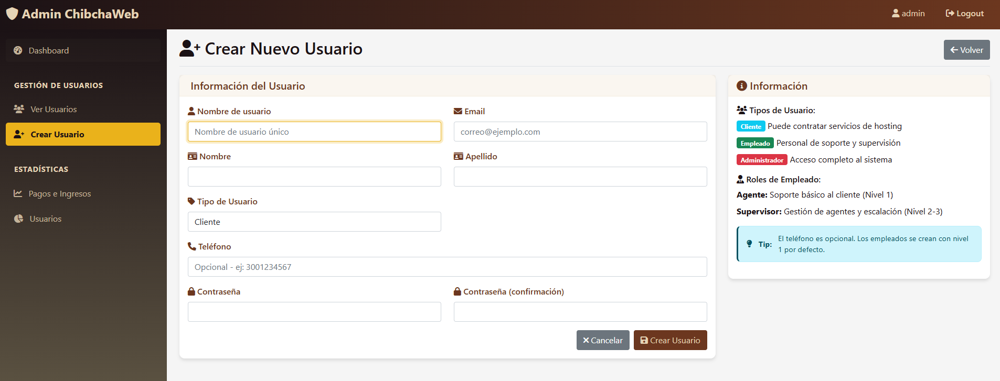 Admin ChibchaWeb
admin
Logout
Dashboard
GESTIÓN DE USUARIOS
Ver Usuarios
Crear Usuario
ESTADÍSTICAS
Pagos e Ingresos
Usuarios
Crear Nuevo Usuario
Volver
Información del Usuario
Nombre de usuario
Nombre de usuario único
Email
correo@ejemplo.com
Nombre
Apellido
Tipo de Usuario
Cliente
Teléfono
Opcional - ej: 3001234567
Contraseña
Contraseña (confirmación)
Cancelar
Crear Usuario
Información
Tipos de Usuario:
Cliente Puede contratar servicios de hosting
Empleado Personal de soporte y supervisión
Administrador Acceso completo al sistema
Roles de Empleado:
Agente: Soporte básico al cliente (Nivel 1)
Supervisor: Gestión de agentes y escalación (Nivel 2-3)
Tip: El teléfono es opcional. Los empleados se crean con nivel
1 por defecto.